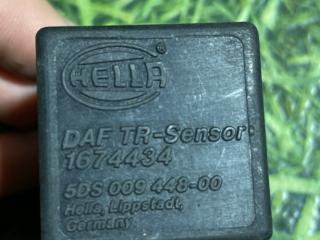 HELLA ®
DAF TR-Sensor
1674434
5DS 009 448-00
Hella, Lippstadt,
Germany